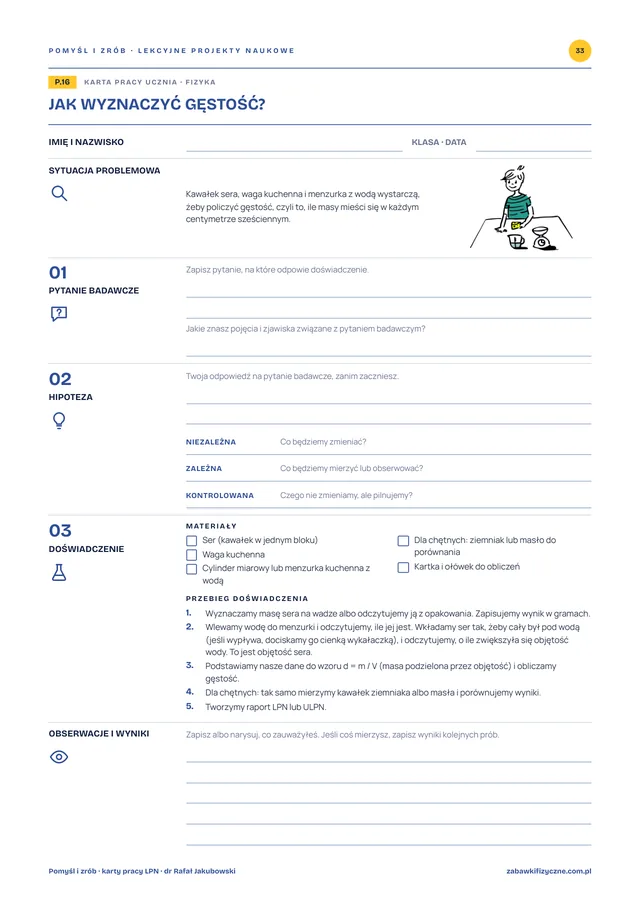 POMYŚL I ZRÓB · LEKCYJNE PROJEKTY NAUKOWE
33
P.16 KARTA PRACY UCZNIA · FIZYKA
JAK WYZNACZYĆ GĘSTOŚĆ?
IMIĘ I NAZWISKO KLASA · DATA
SYTUACJA PROBLEMOWA
Kawałek sera, waga kuchenna i menzurka z wodą wystarczą,
żeby policzyć gęstość, czyli to, ile masy mieści się w każdym
centymetrze sześciennym.
01
PYTANIE BADAWCZE
Zapisz pytanie, na które odpowie doświadczenie.
Jakie znasz pojęcia i zjawiska związane z pytaniem badawczym?
02
HIPOTEZA
Twoja odpowiedź na pytanie badawcze, zanim zaczniesz.
NIEZALEŻNA Co będziemy zmieniać?
ZALEŻNA Co będziemy mierzyć lub obserwować?
KONTROLOWANA Czego nie zmieniamy, ale pilnujemy?
03
DOŚWIADCZENIE
MATERIAŁY
Ser (kawałek w jednym bloku)
Waga kuchenna
Cylinder miarowy lub menzurka kuchenna z
wodą
Dla chętnych: ziemniak lub masło do
porównania
Kartka i ołówek do obliczeń
PRZEBIEG DOŚWIADCZENIA
1. Wyznaczamy masę sera na wadze albo odczytujemy ją z opakowania. Zapisujemy wynik w gramach.
2. Wlewamy wodę do menzurki i odczytujemy, ile jej jest. Wkładamy ser tak, żeby cały był pod wodą
(jeśli wypływa, dociskamy go cienką wykałaczką), i odczytujemy, o ile zwiększyła się objętość
wody. To jest objętość sera.
3. Podstawiamy nasze dane do wzoru d = m / V (masa podzielona przez objętość) i obliczamy
gęstość.
4. Dla chętnych: tak samo mierzymy kawałek ziemniaka albo masła i porównujemy wyniki.
5. Tworzymy raport LPN lub ULPN.
OBSERWACJE I WYNIKI
Zapisz albo narysuj, co zauważyłeś. Jeśli coś mierzysz, zapisz wyniki kolejnych prób.
Pomyśl i zrób · karty pracy LPN · dr Rafał Jakubowski
zabawkifizyczne.com.pl